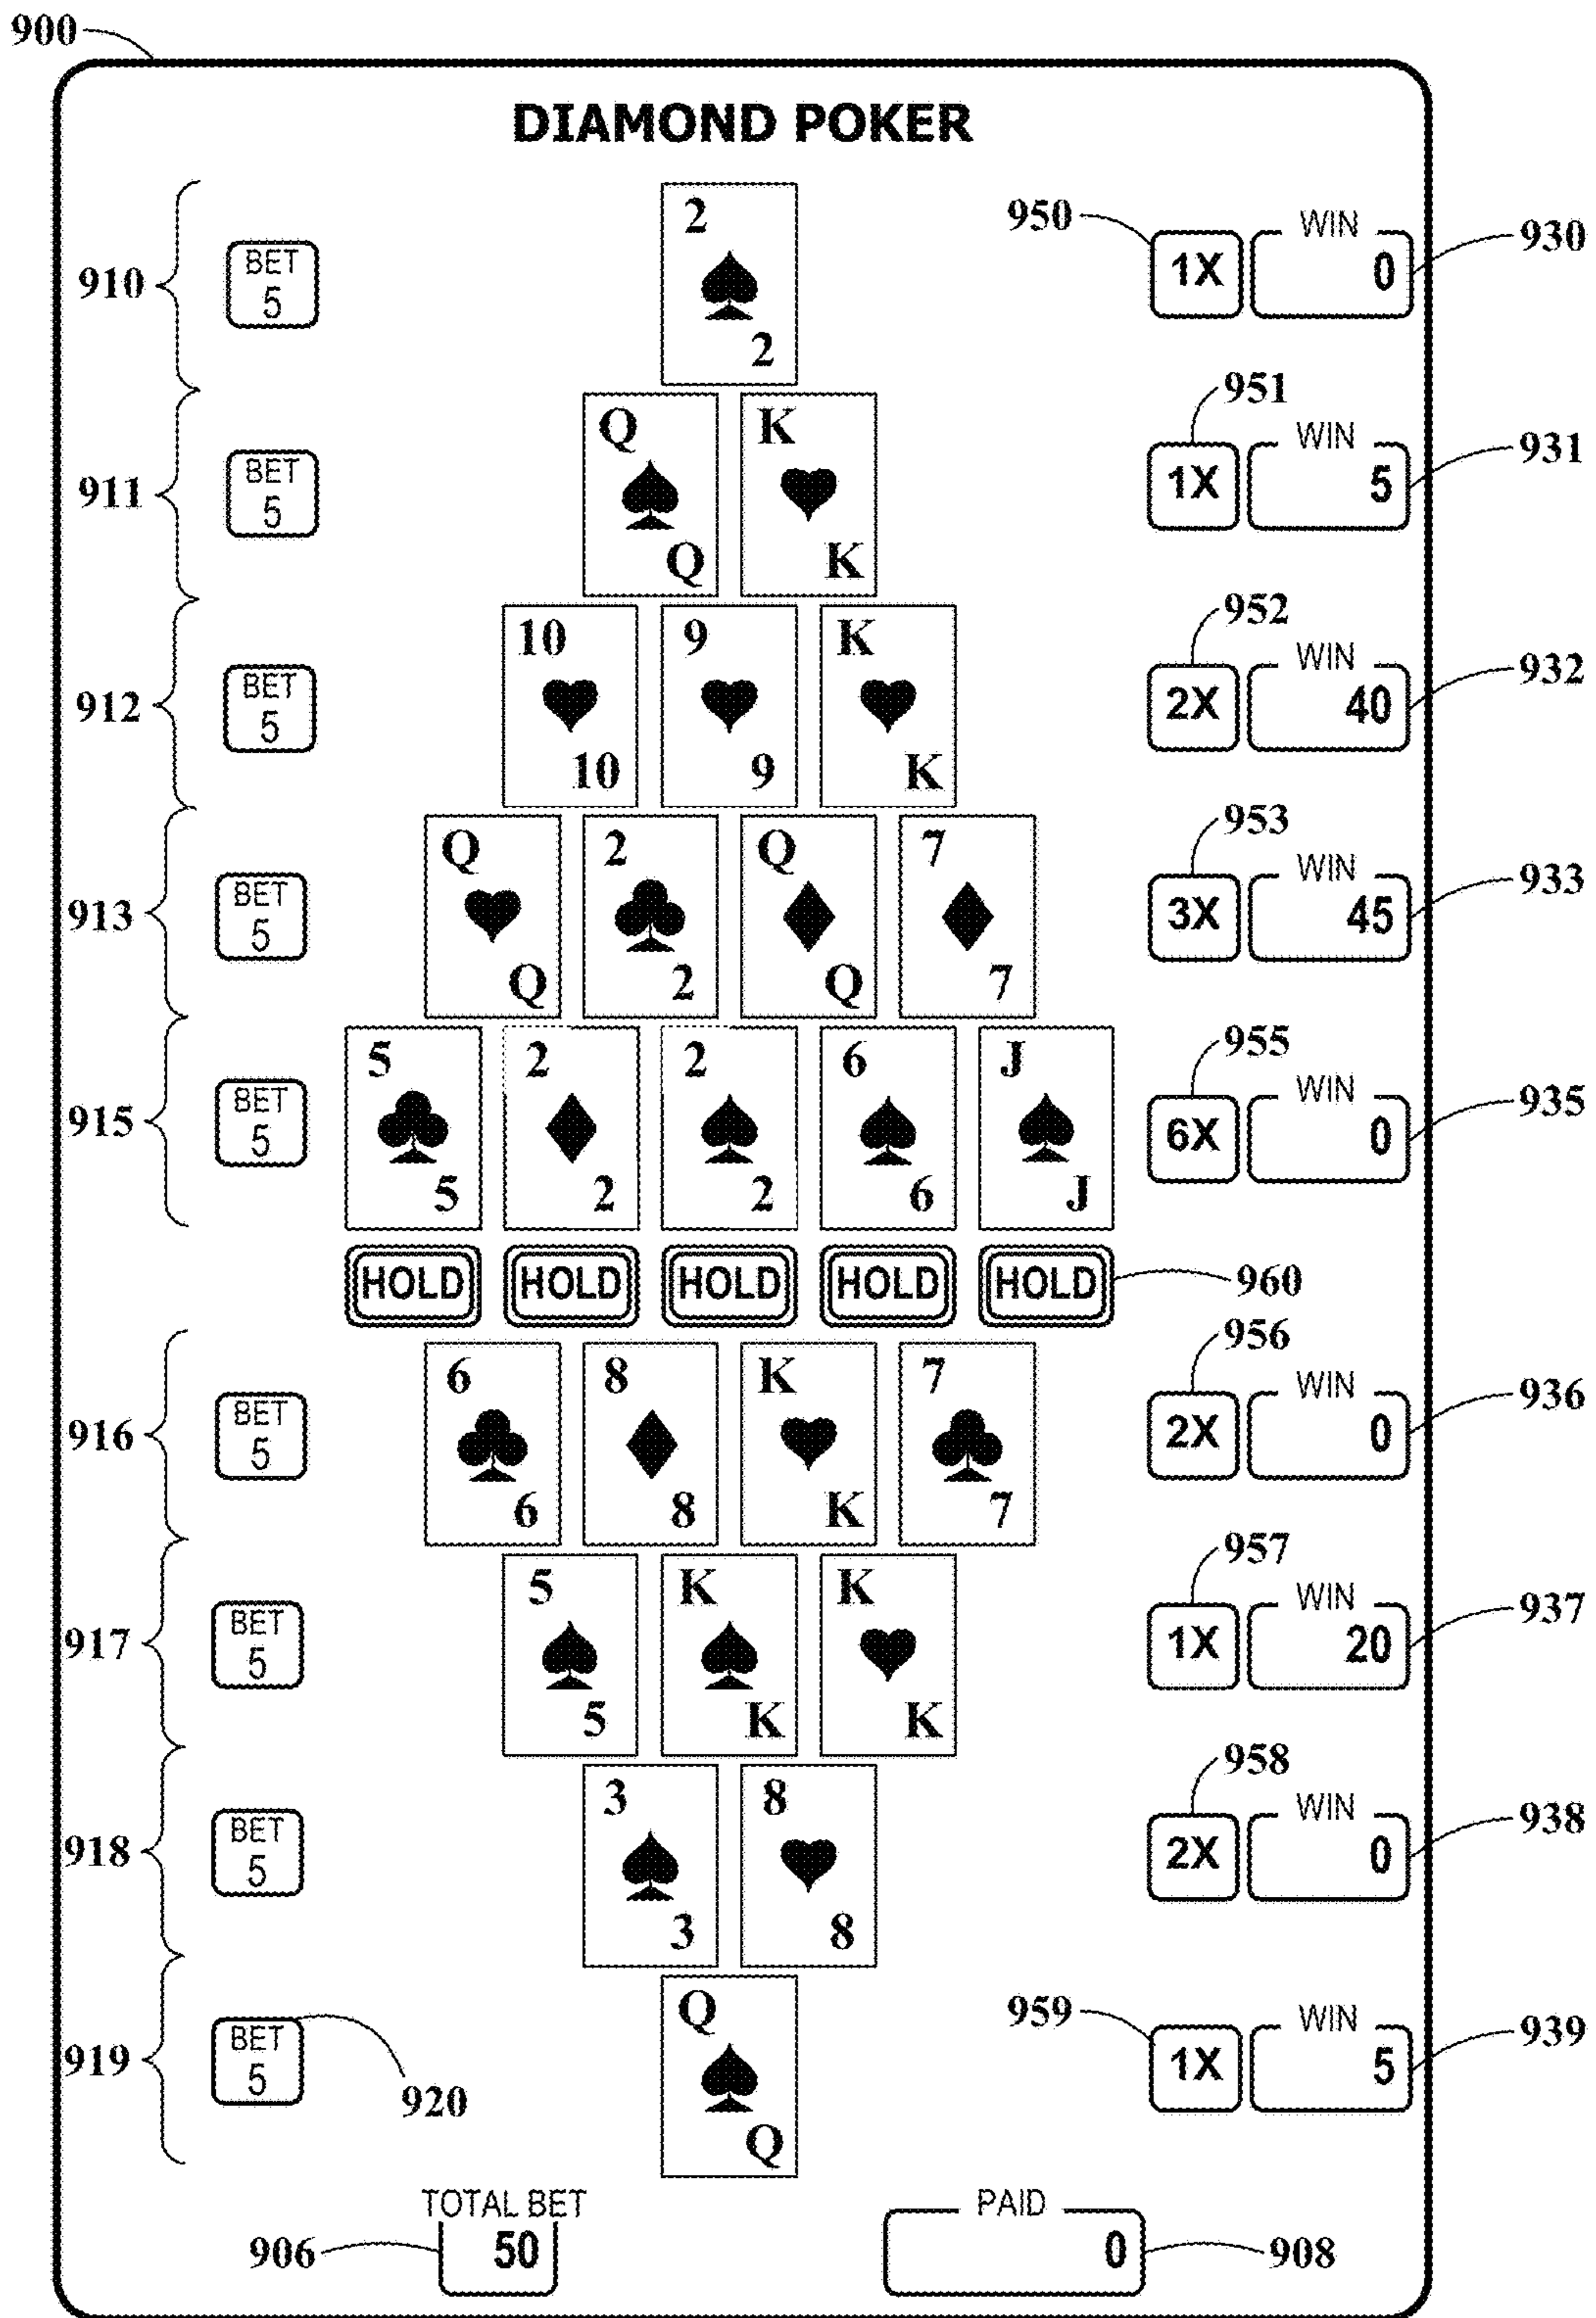 900
DIAMOND POKER
2
2
910
BET
5
950
1X
WIN
0
930
Q
Q
K
K
911
BET
5
951
1X
WIN
5
931
10
10
9
9
K
K
912
BET
5
952
2X
WIN
40
932
Q
Q
2
2
Q
Q
7
7
913
BET
5
953
3X
WIN
45
933
5
5
2
2
2
2
6
6
J
J
915
BET
5
955
6X
WIN
0
935
HOLD HOLD HOLD HOLD HOLD
960
6
6
8
8
K
K
7
7
916
BET
5
956
2X
WIN
0
936
5
5
K
K
K
K
917
BET
5
957
1X
WIN
20
937
3
3
8
8
918
BET
5
958
2X
WIN
0
938
Q
Q
919
BET
5
920
959
1X
WIN
5
939
TOTAL BET
50
906
PAID
0
908